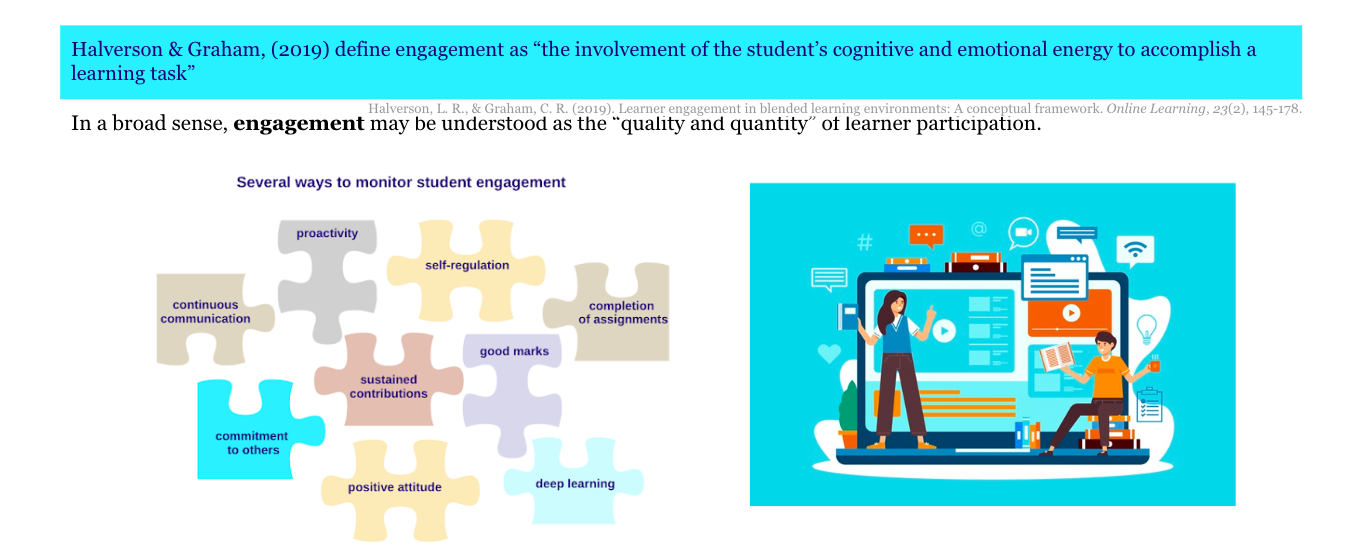 Halverson & Graham, (2019) define engagement as “the involvement of the student’s cognitive and emotional energy to accomplish a
learning task”
Halverson, L. R., & Graham, C. R. (2019). Learner engagement in blended learning environments: A conceptual framework. Online Learning, 23(2), 145-178.
In a broad sense, engagement may be understood as the “quality and quantity” of learner participation.
Several ways to monitor student engagement
proactivity
self-regulation
continuous
communication
completion
of assignments
good marks
sustained
contributions
commitment
to others
positive attitude
deep learning
#
@